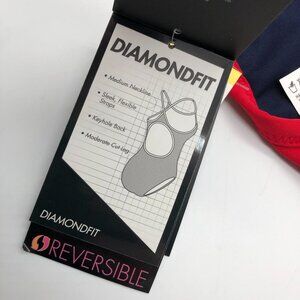 DIAMONDFIT
• Medium Neckline
• Sleek, Flexible
Straps
• Keyhole Back
• Moderate Cut Leg
DIAMONDFIT
REVERSIBLE